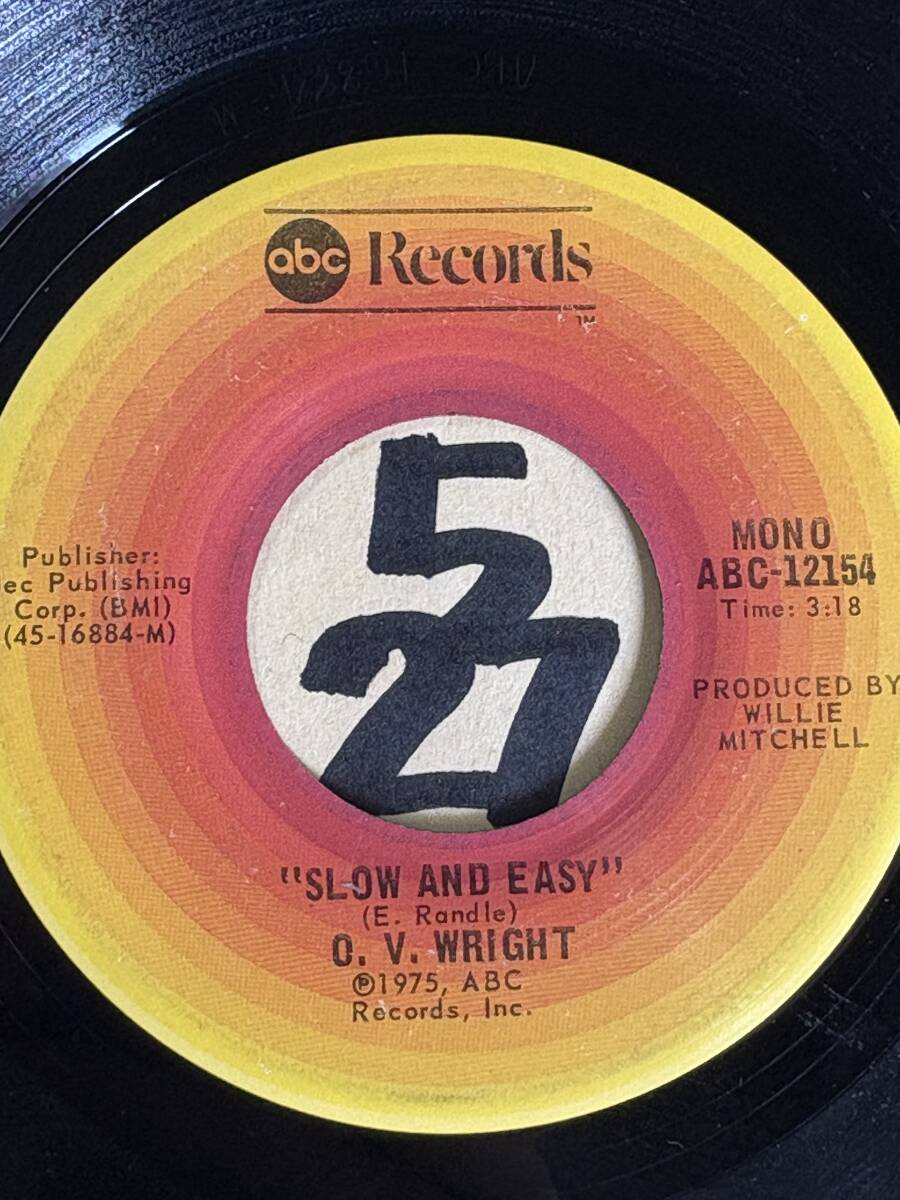 abc Records
TM
5
27
Publisher:
ec Publishing
Corp. (BMI)
(45-16884-M)
MONO
ABC-12154
Time: 3:18
PRODUCED BY
WILLIE
MITCHELL
"SLOW AND EASY"
(E. Randle)
O. V. WRIGHT
℗1975, ABC
Records, Inc.